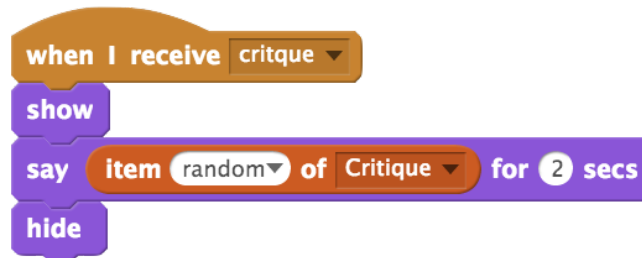 when I receive critque
show
say item random of Critique for 2 secs
hide